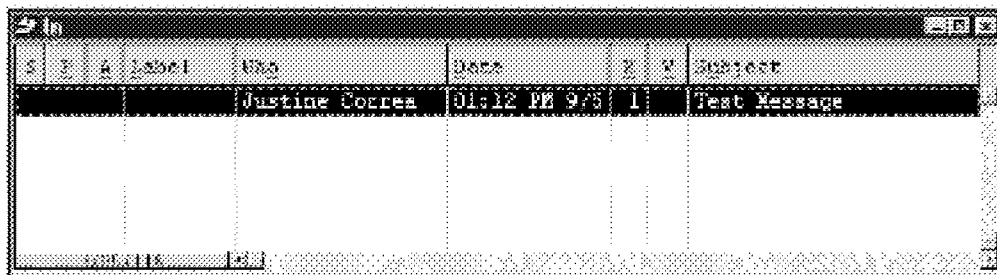 In
S P A Label Who Date K V Subject
Justine Correa 01:12 PM 9/5 1 Test Message